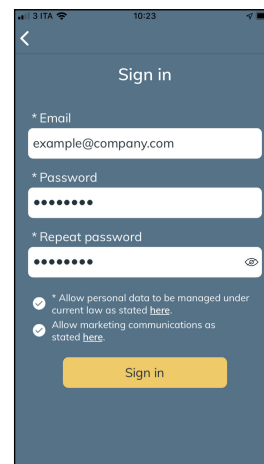 3 ITA
10:23
Sign in
* Email
example@company.com
* Password
••••••••
* Repeat password
••••••••
* Allow personal data to be managed under
current law as stated here.
Allow marketing communications as
stated here.
Sign in